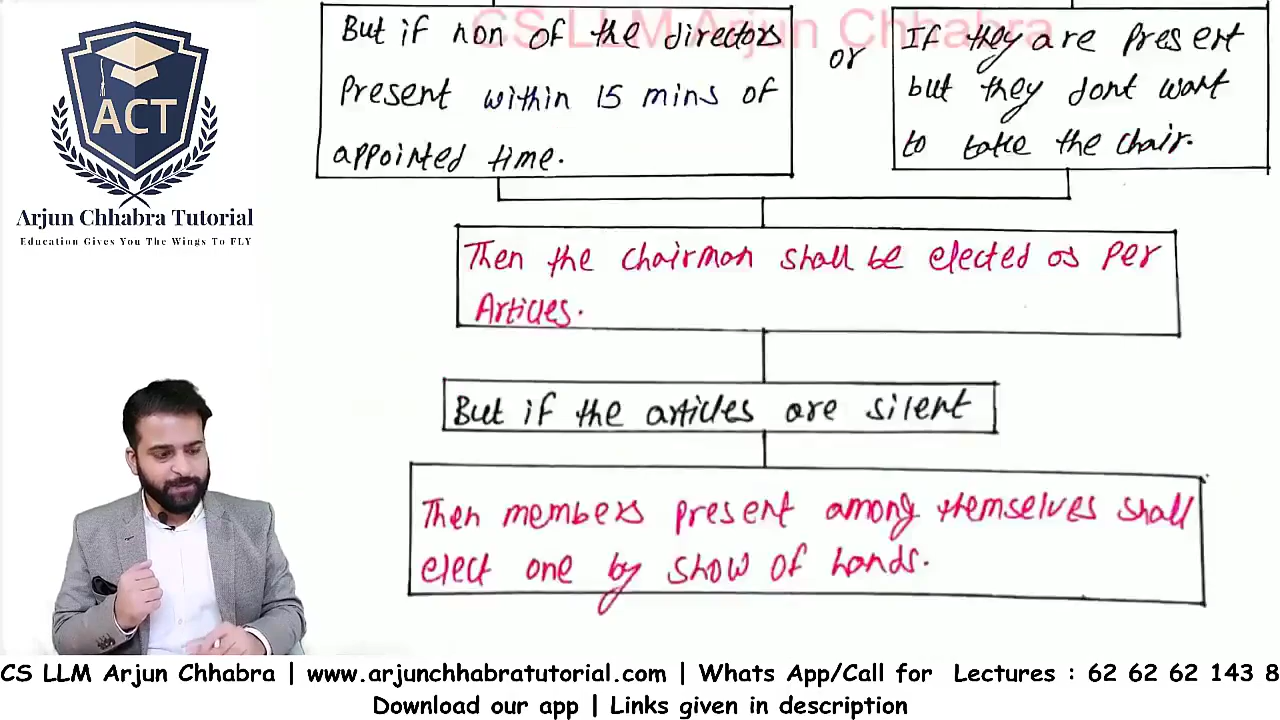 CS LLM Arjun Chhabra
But if non of the directors
Present within 15 mins of
appointed time.
or
If they are present
but they dont want
to take the chair.
ACT
Arjun Chhabra Tutorial
Education Gives You The Wings To FLY
Then the chairman shall be elected as per
Articles.
But if the articles are silent
Then members present among themselves shall
elect one by show of hands.
CS LLM Arjun Chhabra | www.arjunchhabratutorial.com | Whats App/Call for Lectures : 62 62 62 143 8
Download our app | Links given in description